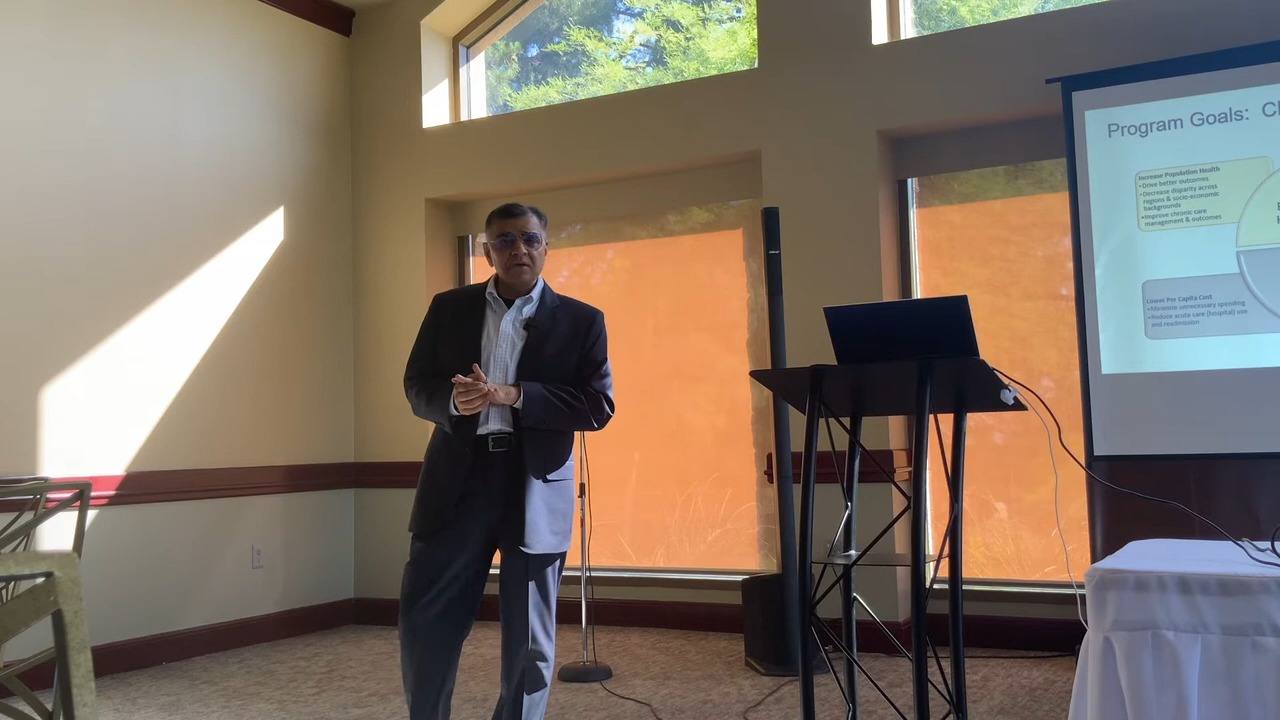 Program Goals:
Increase Population Health
•Drive better outcomes
•Decrease disparity across
regions & socio-economic
backgrounds
•Improve chronic care
management & outcomes
Lower Per Capita Cost
•Minimize unnecessary spending
•Reduce acute care (hospital) use
and readmission